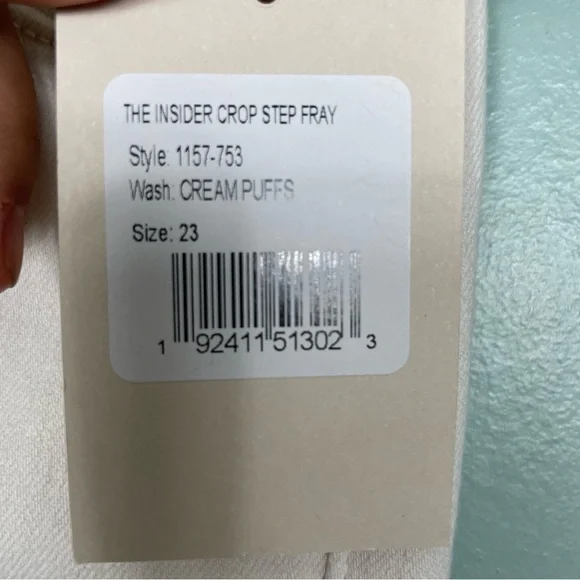 THE INSIDER CROP STEP FRAY
Style: 1157-753
Wash: CREAM PUFFS
Size: 23
1 92411 51302 3